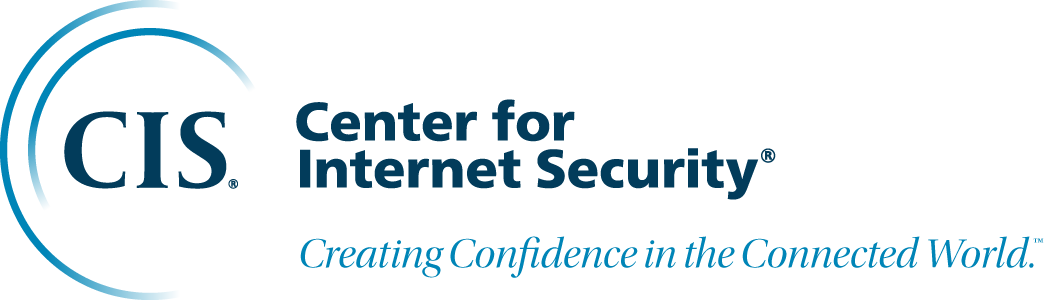 CIS®
Center for
Internet Security®
Creating Confidence in the Connected World.™